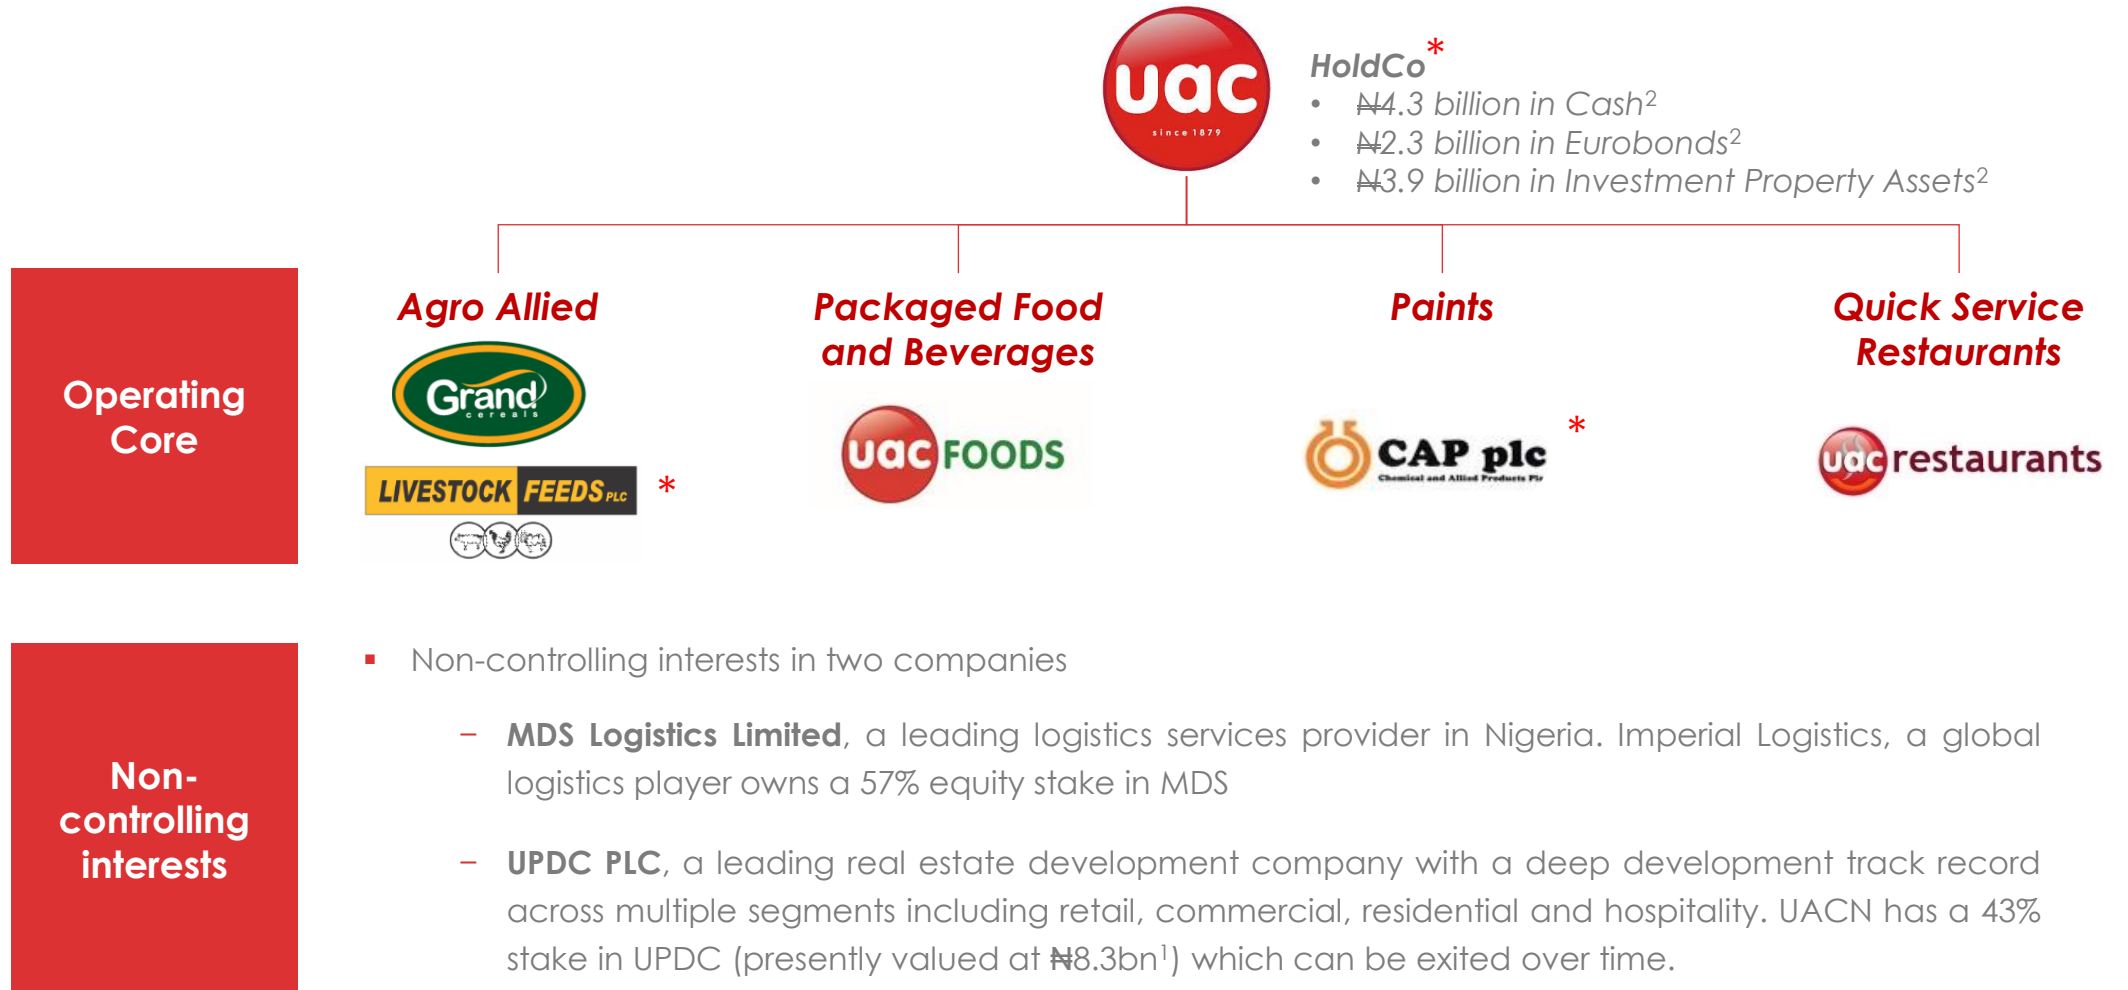 uac
since 1879
HoldCo*
• ₦4.3 billion in Cash²
• ₦2.3 billion in Eurobonds²
• ₦3.9 billion in Investment Property Assets²
Operating
Core
Agro Allied
Grand
cereals
LIVESTOCK FEEDS PLC *
Packaged Food
and Beverages
uac FOODS
Paints
CAP plc *
Chemical and Allied Products Plc
Quick Service
Restaurants
uac restaurants
Non-
controlling
interests
▪ Non-controlling interests in two companies
− MDS Logistics Limited, a leading logistics services provider in Nigeria. Imperial Logistics, a global
logistics player owns a 57% equity stake in MDS
− UPDC PLC, a leading real estate development company with a deep development track record
across multiple segments including retail, commercial, residential and hospitality. UACN has a 43%
stake in UPDC (presently valued at ₦8.3bn¹) which can be exited over time.